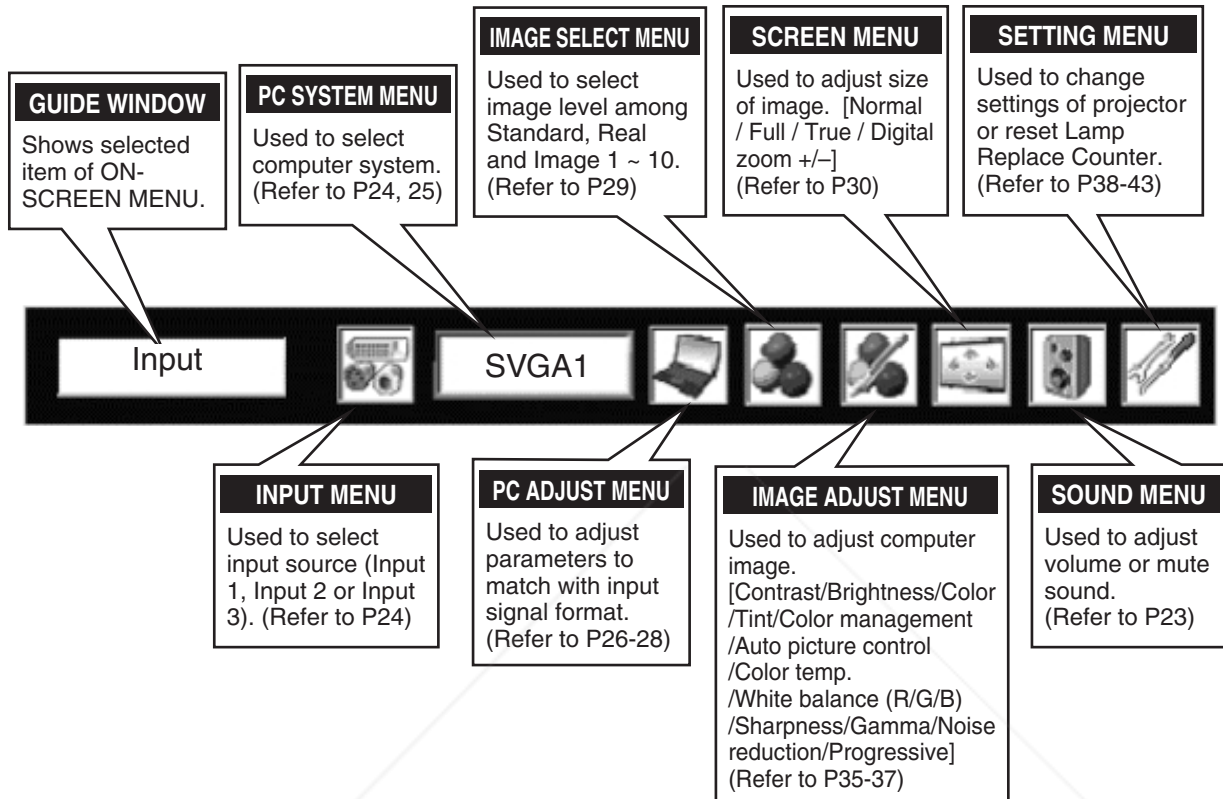 GUIDE WINDOW
Shows selected
item of ON-
SCREEN MENU.
PC SYSTEM MENU
Used to select
computer system.
(Refer to P24, 25)
IMAGE SELECT MENU
Used to select
image level among
Standard, Real
and Image 1 ~ 10.
(Refer to P29)
SCREEN MENU
Used to adjust size
of image. [Normal
/ Full / True / Digital
zoom +/–]
(Refer to P30)
SETTING MENU
Used to change
settings of projector
or reset Lamp
Replace Counter.
(Refer to P38-43)
Input
SVGA1
INPUT MENU
Used to select
input source (Input
1, Input 2 or Input
3). (Refer to P24)
PC ADJUST MENU
Used to adjust
parameters to
match with input
signal format.
(Refer to P26-28)
IMAGE ADJUST MENU
Used to adjust computer
image.
[Contrast/Brightness/Color
/Tint/Color management
/Auto picture control
/Color temp.
/White balance (R/G/B)
/Sharpness/Gamma/Noise
reduction/Progressive]
(Refer to P35-37)
SOUND MENU
Used to adjust
volume or mute
sound.
(Refer to P23)